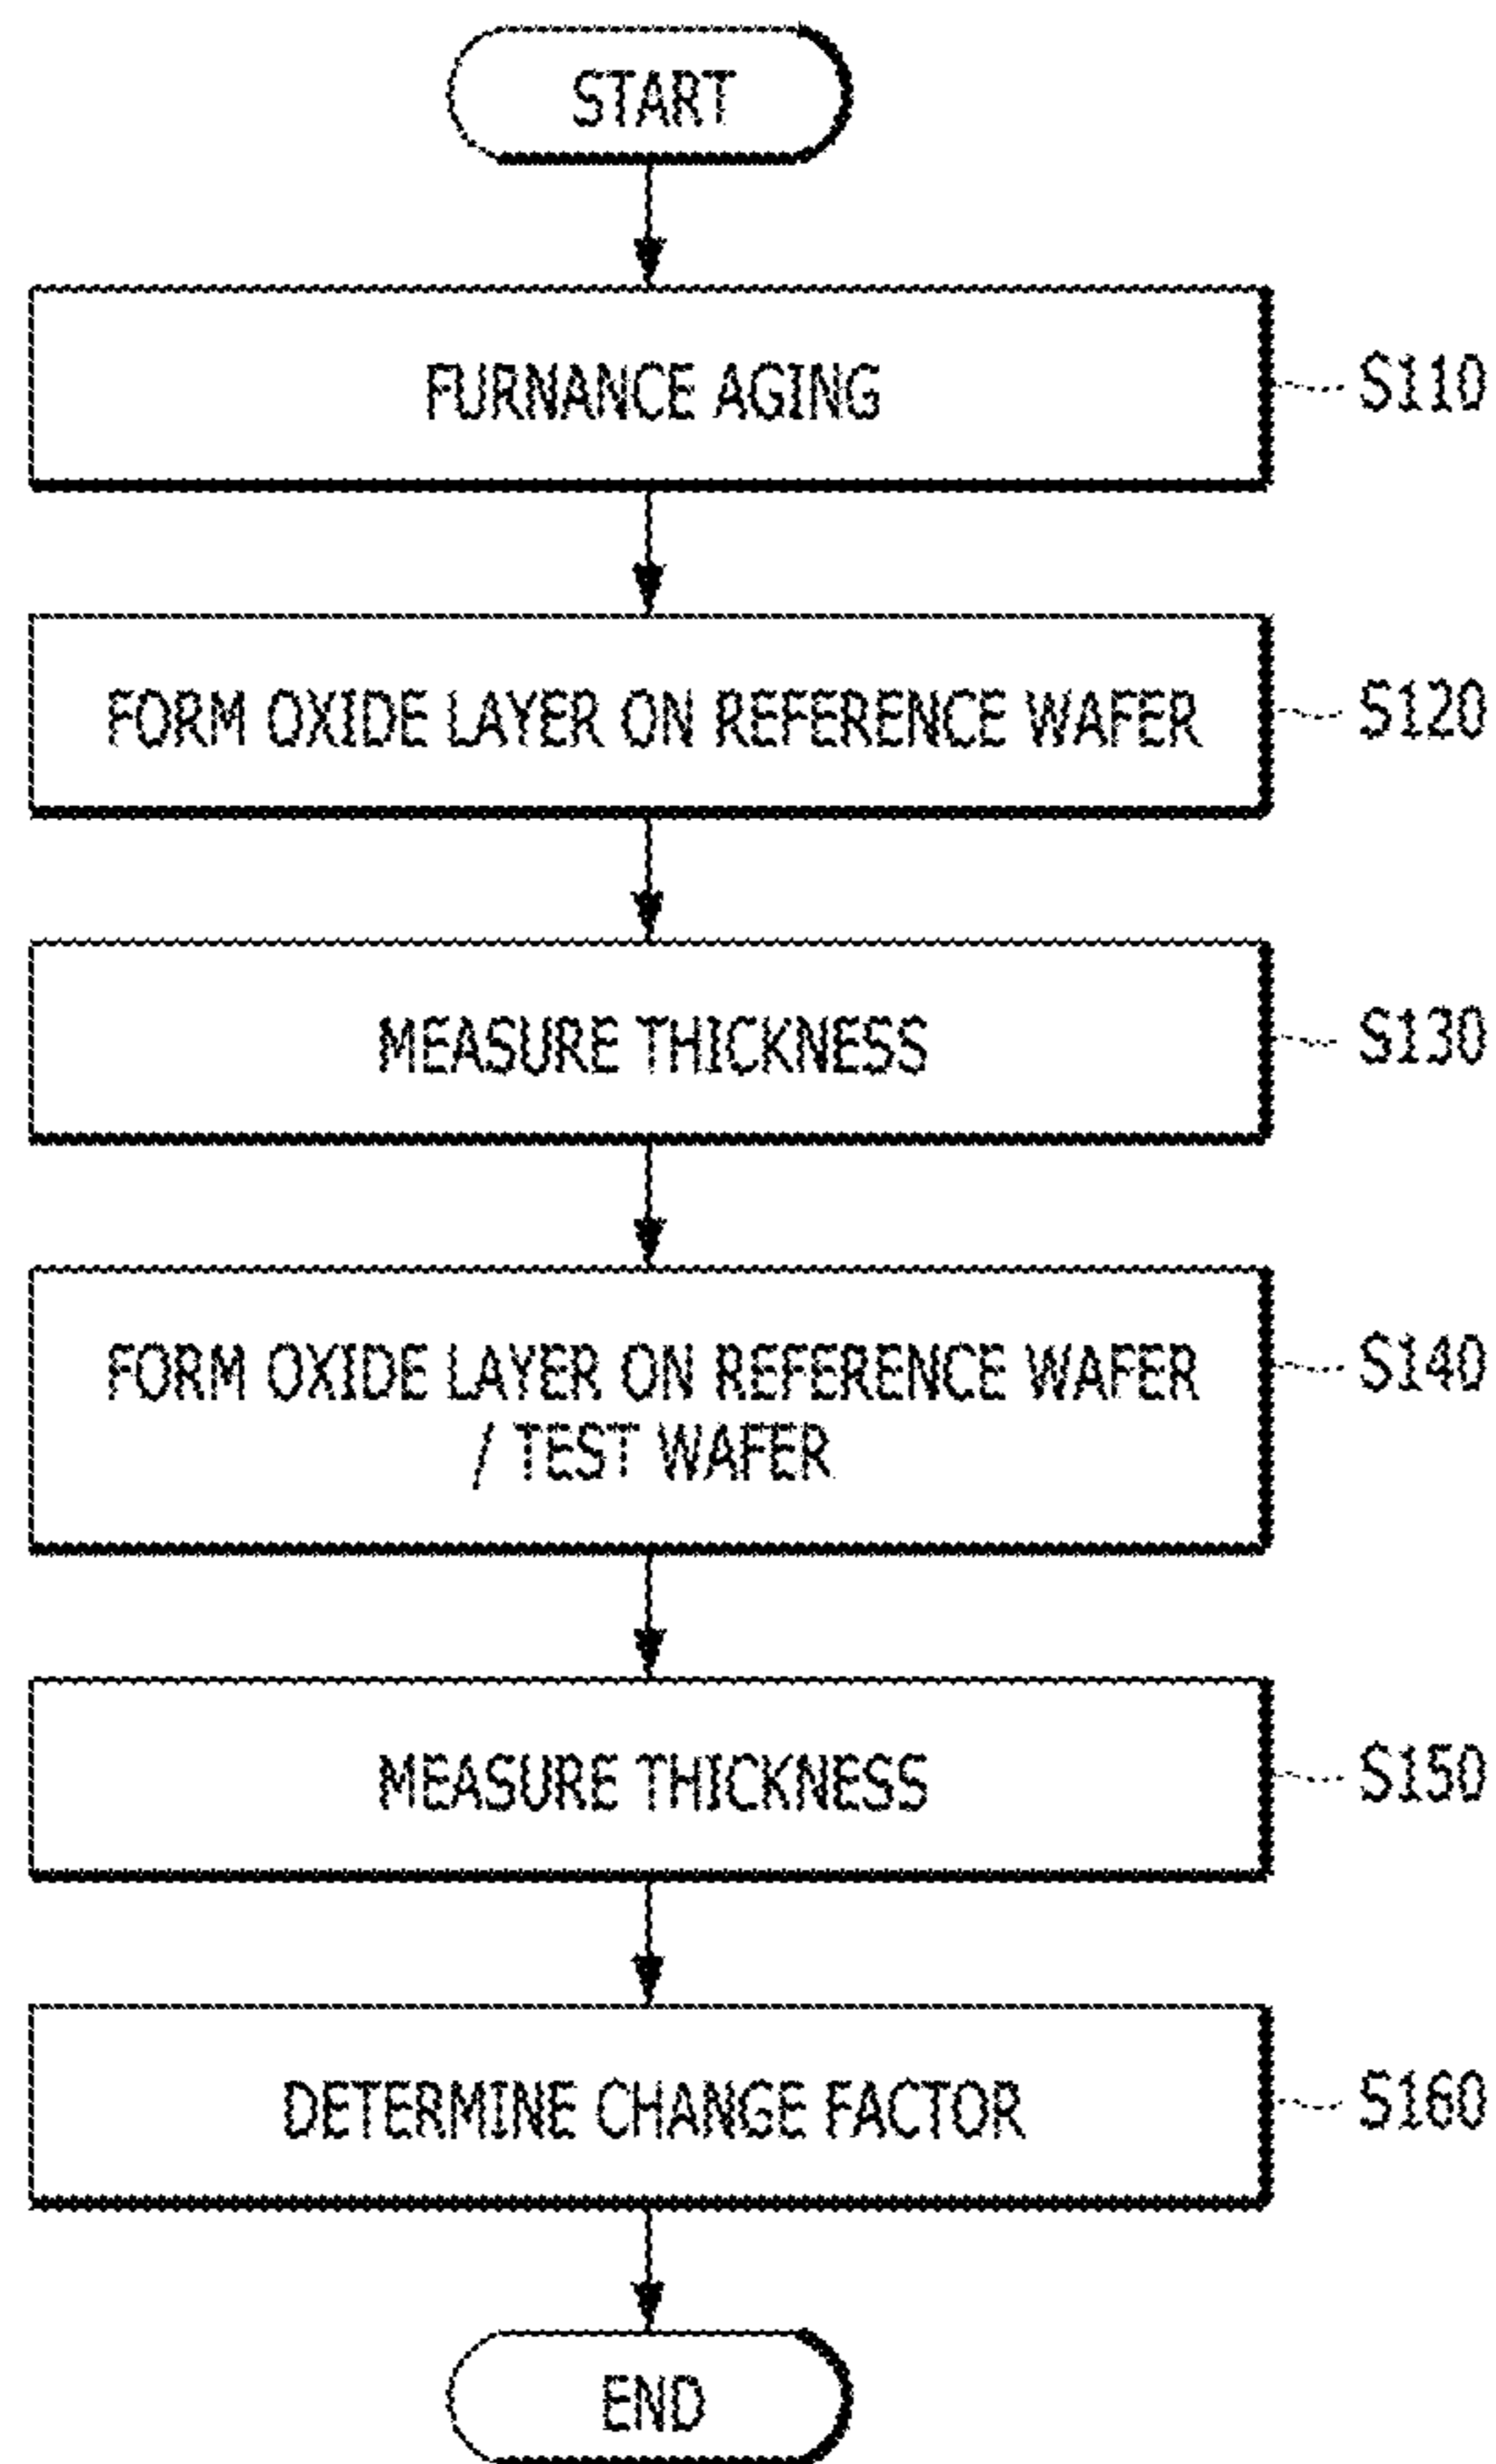 START
FURNANCE AGING
S110
FORM OXIDE LAYER ON REFERENCE WAFER
S120
MEASURE THICKNESS
S130
FORM OXIDE LAYER ON REFERENCE WAFER
/ TEST WAFER
S140
MEASURE THICKNESS
S150
DETERMINE CHANGE FACTOR
S160
END